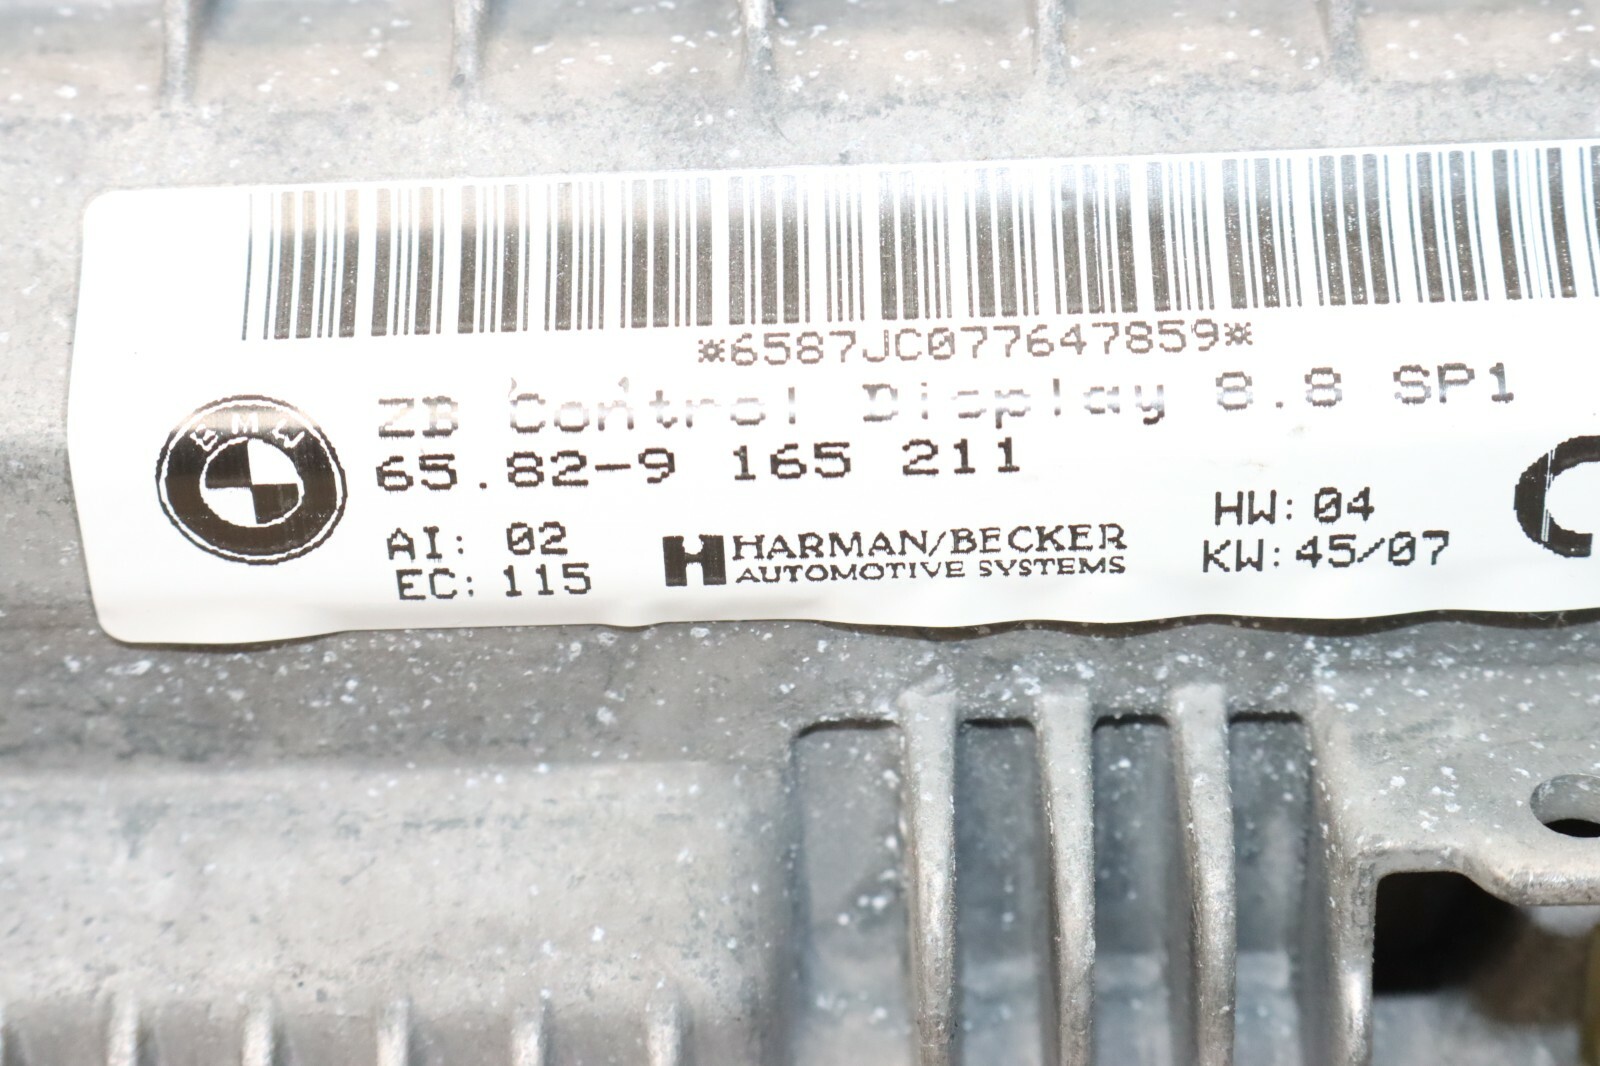 *6587JC077647859*
ZB Control Display 8.8 SP1
65.82-9 165 211
BMW
AI: 02
EC: 115
HARMAN/BECKER
AUTOMOTIVE SYSTEMS
HW: 04
KW: 45/07